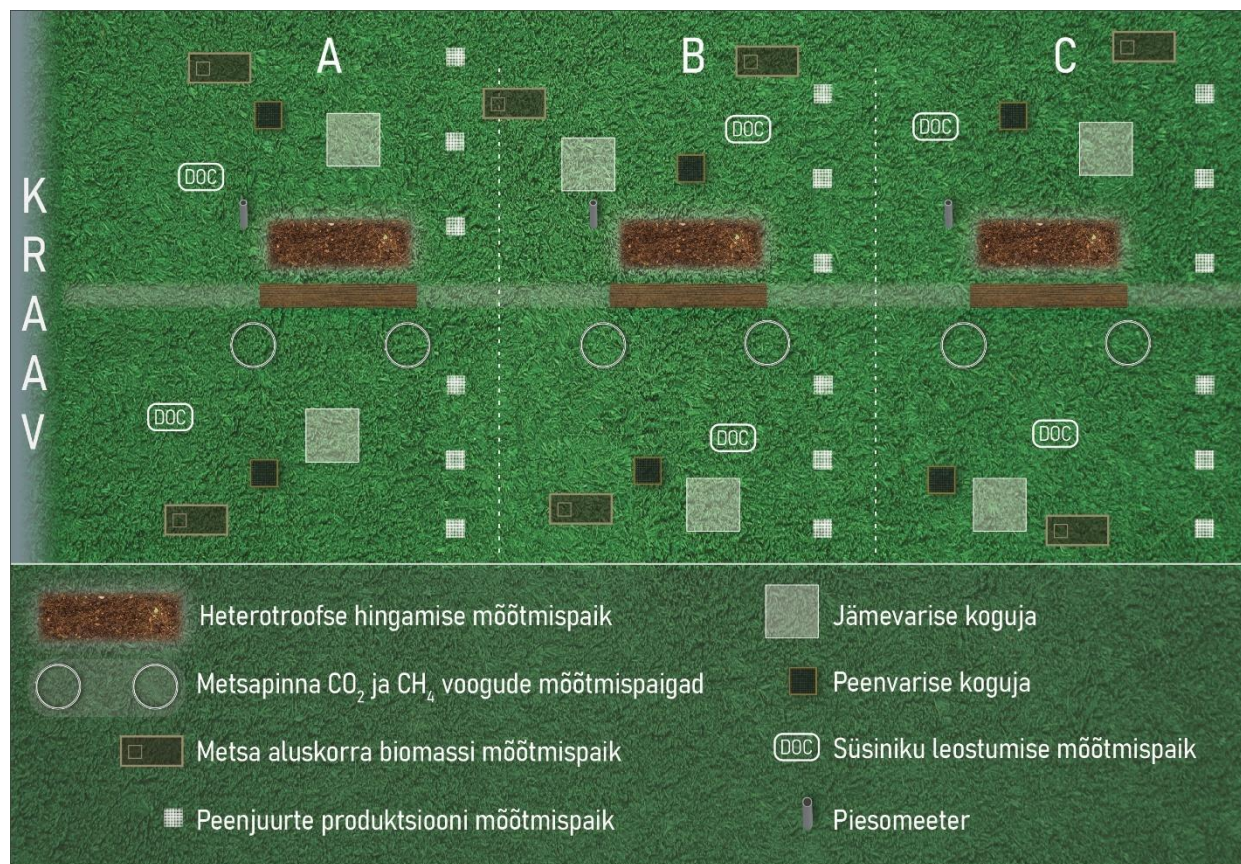 KRAAV
A
B
C
DOC
DOC
DOC
DOC
DOC
DOC
Heterotroofse hingamise mõõtmispaik
Jämevarise koguja
Metsapinna CO₂ ja CH₄ voogude mõõtmispaigad
Peenvarise koguja
Metsa aluskorra biomassi mõõtmispaik
DOC Süsiniku leostumise mõõtmispaik
Peenjuurte produktsiooni mõõtmispaik
Piesomeeter